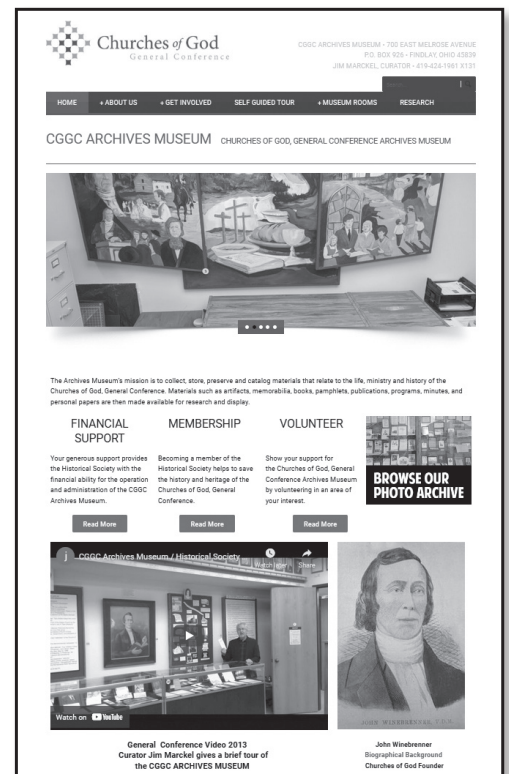 Churches of God
General Conference
CGGC ARCHIVES MUSEUM • 700 EAST MELROSE AVENUE
P.O. BOX 926 • FINDLAY, OHIO 45839
JIM MARCKEL, CURATOR • 419-424-1961 X131
HOME + ABOUT US + GET INVOLVED SELF GUIDED TOUR + MUSEUM ROOMS RESEARCH
CGGC ARCHIVES MUSEUM CHURCHES OF GOD, GENERAL CONFERENCE ARCHIVES MUSEUM
The Archives Museum's mission is to collect, store, preserve and catalog materials that relate to the life, ministry and history of the
Churches of God, General Conference. Materials such as artifacts, memorabilia, books, pamphlets, publications, programs, minutes, and
personal papers are then made available for research and display.
FINANCIAL
SUPPORT
Your generous support provides
the Historical Society with the
financial ability for the operation
and administration of the CGGC
Archives Museum.
Read More
MEMBERSHIP
Becoming a member of the
Historical Society helps to save
the history and heritage of the
Churches of God, General
Conference.
Read More
VOLUNTEER
Show your support for
the Churches of God, General
Conference Archives Museum
by volunteering in an area of
your interest.
Read More
BROWSE OUR
PHOTO ARCHIVE
j CGGC Archives Museum / Historical Society
Watch later Share
Watch on YouTube
General Conference Video 2013
Curator Jim Marckel gives a brief tour of
the CGGC ARCHIVES MUSEUM
JOHN WINEBRENNER, V.D.M.
John Winebrenner
Biographical Background
Churches of God Founder